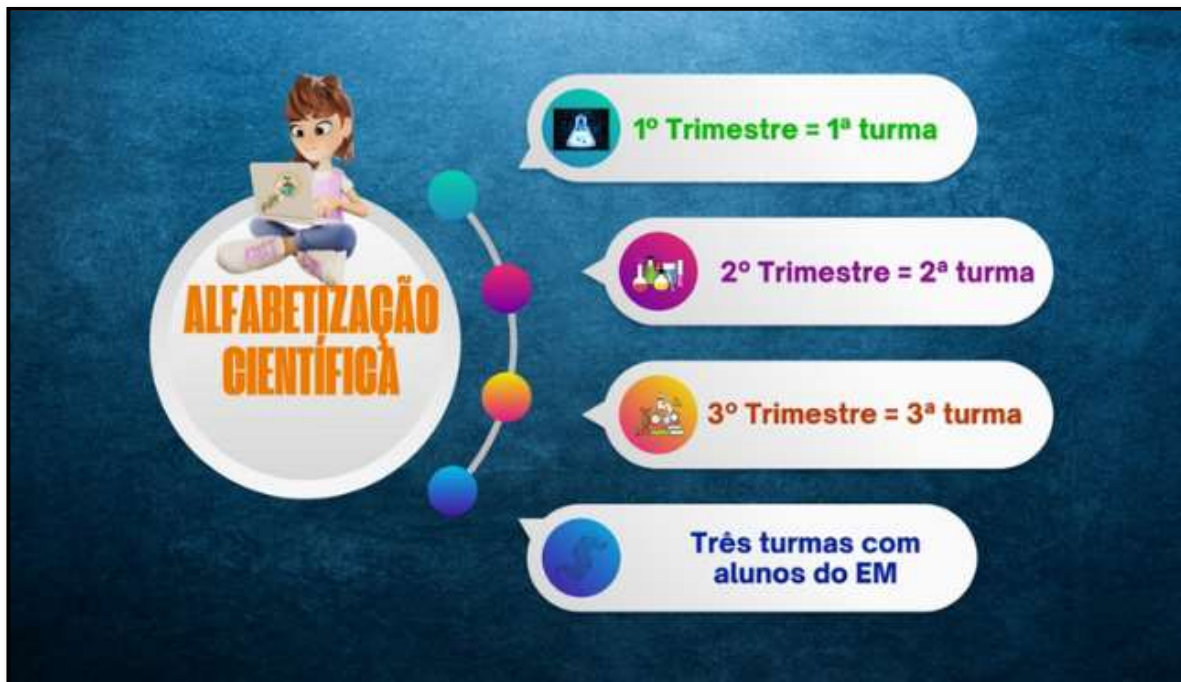 ALFABETIZAÇÃO
CIENTÍFICA
1º Trimestre = 1ª turma
2º Trimestre = 2ª turma
3º Trimestre = 3ª turma
Três turmas com
alunos do EM